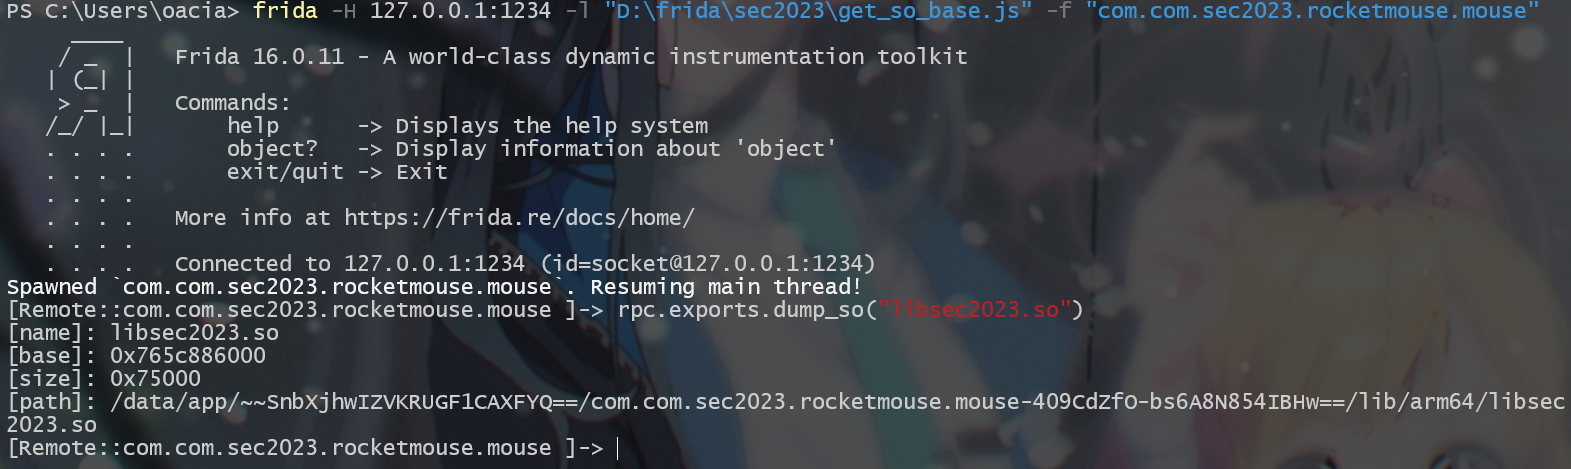 PS C:\Users\oacia> frida -H 127.0.0.1:1234 -l "D:\frida\sec2023\get_so_base.js" -f "com.com.sec2023.rocketmouse.mouse"
     ____
    / _  |   Frida 16.0.11 - A world-class dynamic instrumentation toolkit
   | (_| |
    > _  |   Commands:
   /_/ |_|       help      -> Displays the help system
   . . . .       object?   -> Display information about 'object'
   . . . .       exit/quit -> Exit
   . . . .
   . . . .   More info at https://frida.re/docs/home/
   . . . .
   . . . .   Connected to 127.0.0.1:1234 (id=socket@127.0.0.1:1234)
Spawned `com.com.sec2023.rocketmouse.mouse`. Resuming main thread!
[Remote::com.com.sec2023.rocketmouse.mouse ]-> rpc.exports.dump_so("libsec2023.so")
[name]: libsec2023.so
[base]: 0x765c886000
[size]: 0x75000
[path]: /data/app/~~SnbXjhwIZVKRUGF1CAXFYQ==/com.com.sec2023.rocketmouse.mouse-409CdZfO-bs6A8N854IBHw==/lib/arm64/libsec
2023.so
[Remote::com.com.sec2023.rocketmouse.mouse ]->